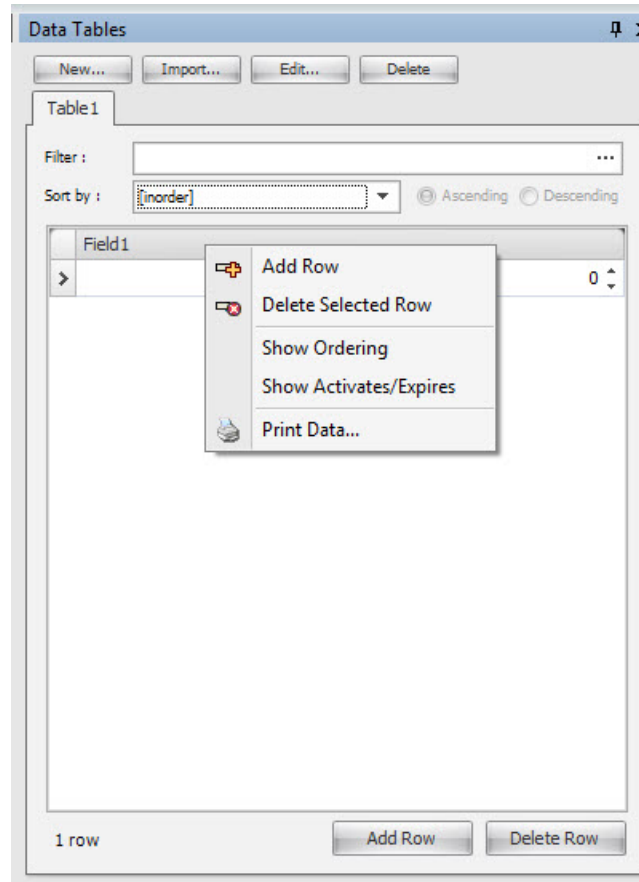 Data Tables
New... Import... Edit... Delete
Table1
Filter : ...
Sort by : [inorder] Ascending Descending
Field1
Add Row
0
Delete Selected Row
Show Ordering
Show Activates/Expires
Print Data...
1 row Add Row Delete Row